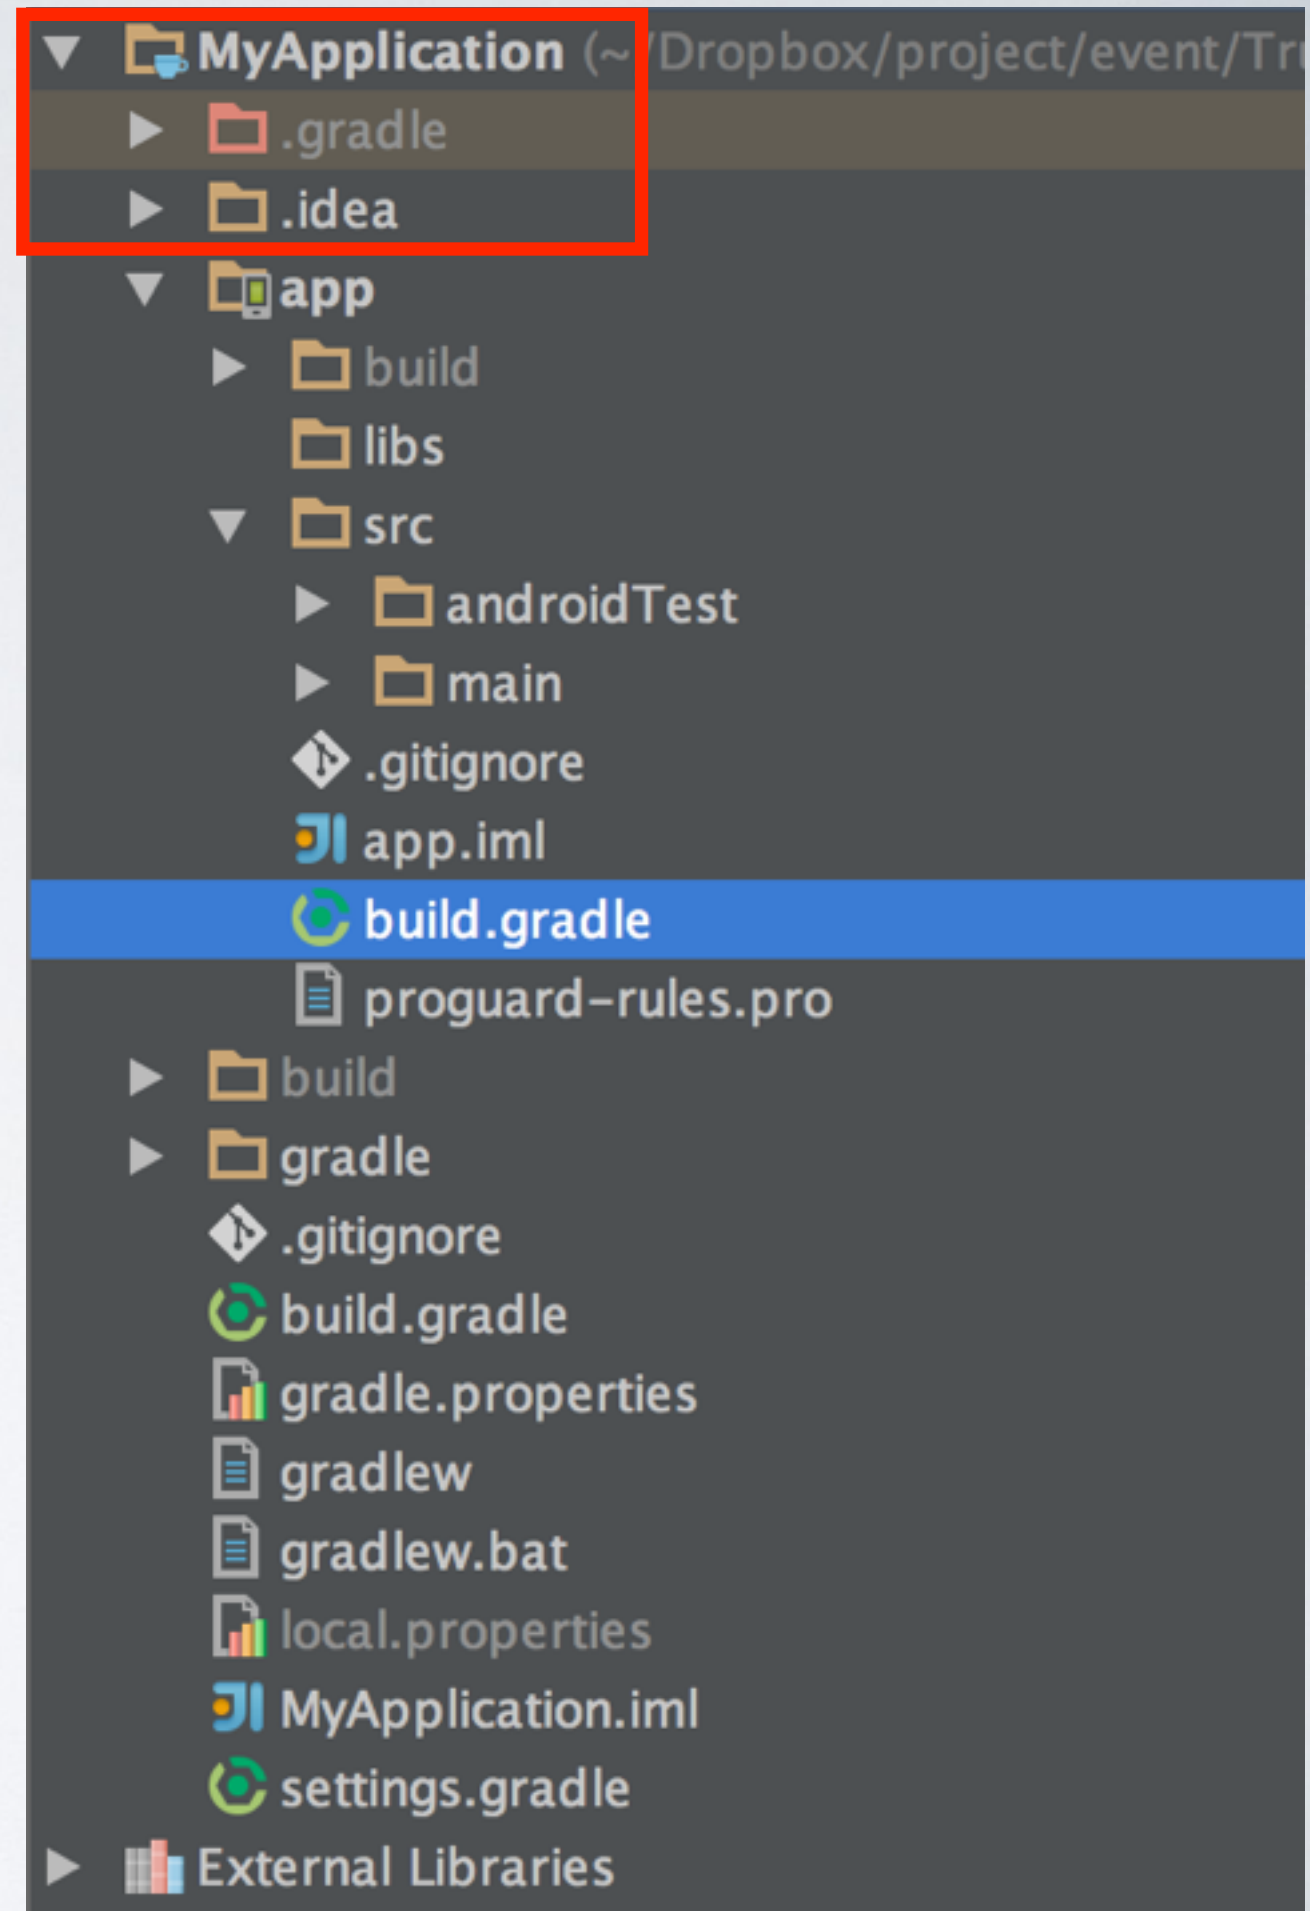 MyApplication (~/Dropbox/project/event/Tr
.gradle
.idea
app
build
libs
src
androidTest
main
.gitignore
app.iml
build.gradle
proguard-rules.pro
build
gradle
.gitignore
build.gradle
gradle.properties
gradlew
gradlew.bat
local.properties
MyApplication.iml
settings.gradle
External Libraries